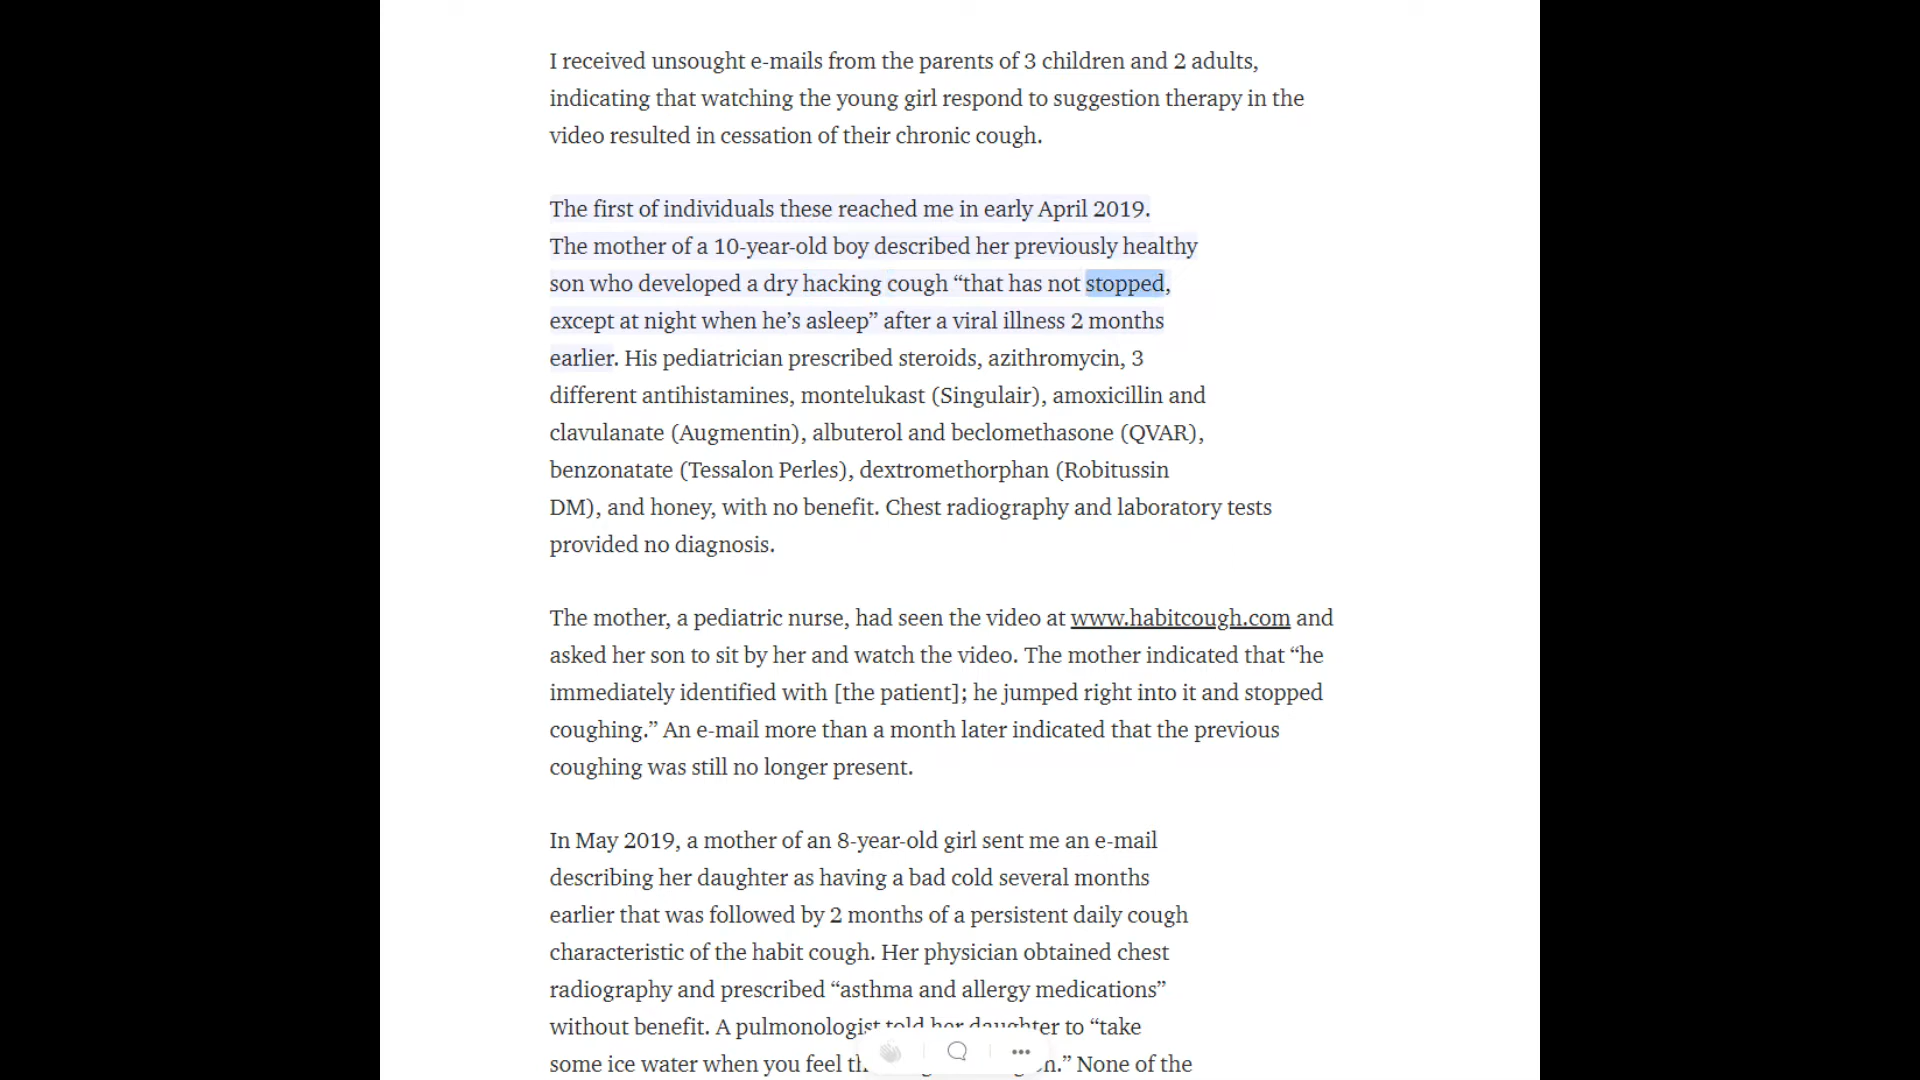 I received unsought e-mails from the parents of 3 children and 2 adults,
indicating that watching the young girl respond to suggestion therapy in the
video resulted in cessation of their chronic cough.
The first of individuals these reached me in early April 2019.
The mother of a 10-year-old boy described her previously healthy
son who developed a dry hacking cough “that has not stopped,
except at night when he’s asleep” after a viral illness 2 months
earlier. His pediatrician prescribed steroids, azithromycin, 3
different antihistamines, montelukast (Singulair), amoxicillin and
clavulanate (Augmentin), albuterol and beclomethasone (QVAR),
benzonatate (Tessalon Perles), dextromethorphan (Robitussin
DM), and honey, with no benefit. Chest radiography and laboratory tests
provided no diagnosis.
The mother, a pediatric nurse, had seen the video at www.habitcough.com and
asked her son to sit by her and watch the video. The mother indicated that “he
immediately identified with [the patient]; he jumped right into it and stopped
coughing.” An e-mail more than a month later indicated that the previous
coughing was still no longer present.
In May 2019, a mother of an 8-year-old girl sent me an e-mail
describing her daughter as having a bad cold several months
earlier that was followed by 2 months of a persistent daily cough
characteristic of the habit cough. Her physician obtained chest
radiography and prescribed “asthma and allergy medications”
without benefit. A pulmonologist told her daughter to “take
some ice water when you feel None of the